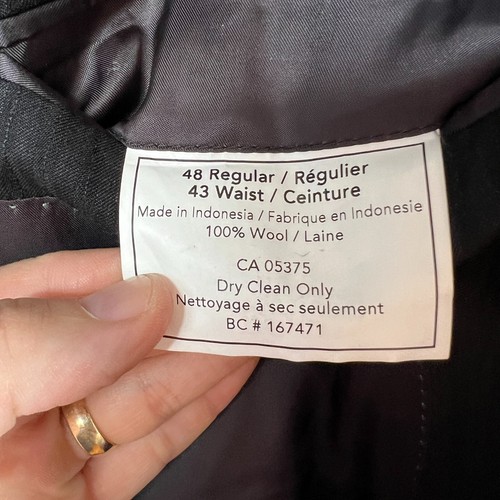 48 Regular / Régulier
43 Waist / Ceinture
Made in Indonesia / Fabrique en Indonesie
100% Wool / Laine
CA 05375
Dry Clean Only
Nettoyage à sec seulement
BC # 167471